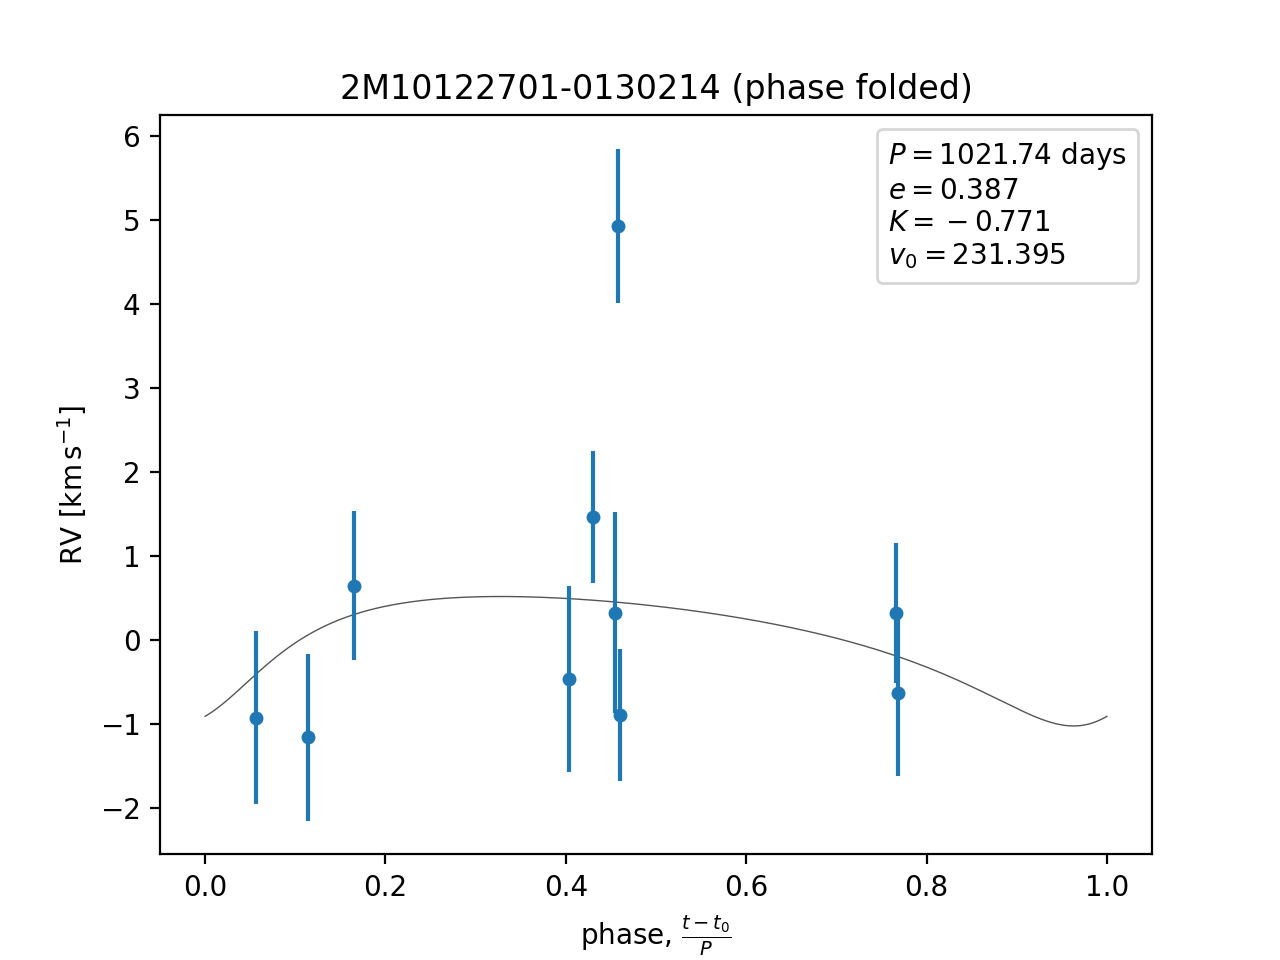 2M10122701-0130214 (phase folded)
P = 1021.74 days
e = 0.387
K = −0.771
v₀ = 231.395
6
5
4
3
2
1
0
−1
−2
RV [km s⁻¹]
0.0 0.2 0.4 0.6 0.8 1.0
phase, (t − t₀)/P